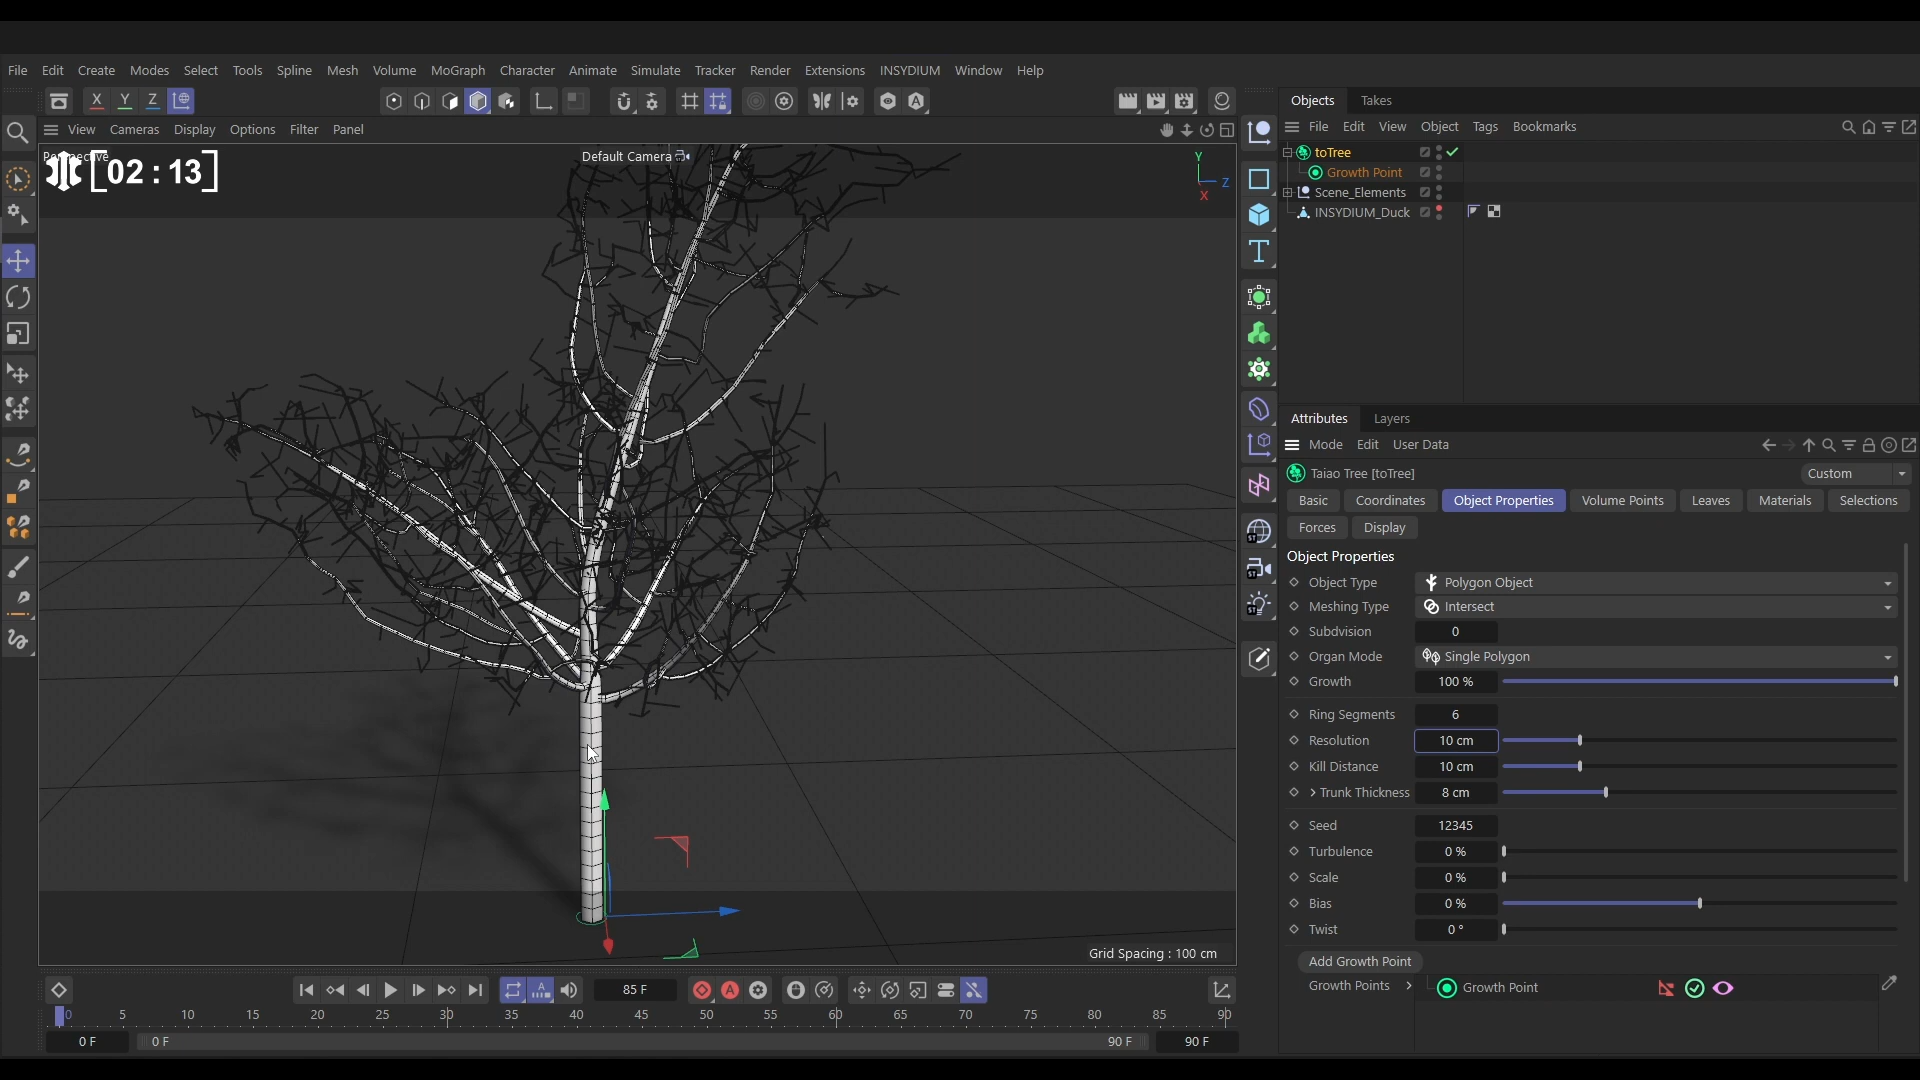 File Edit Create Modes Select Tools Spline Mesh Volume MoGraph Character Animate Simulate Tracker Render Extensions INSYDIUM Window Help
X Y Z
View Cameras Display Options Filter Panel
[02:13]
Default Camera
Y
Z
X
Grid Spacing : 100 cm
85 F
0 5 10 15 20 25 30 35 40 45 50 55 60 65 70 75 80 85 90
0 F 0 F 90 F 90 F
Objects Takes
File Edit View Object Tags Bookmarks
toTree
Growth Point
Scene_Elements
INSYDIUM_Duck
Attributes Layers
Mode Edit User Data
Taiao Tree [toTree] Custom
Basic Coordinates Object Properties Volume Points Leaves Materials Selections
Forces Display
Object Properties
Object Type Polygon Object
Meshing Type Intersect
Subdvision 0
Organ Mode Single Polygon
Growth 100 %
Ring Segments 6
Resolution 10 cm
Kill Distance 10 cm
> Trunk Thickness 8 cm
Seed 12345
Turbulence 0 %
Scale 0 %
Bias 0 %
Twist 0 °
Add Growth Point
Growth Points > Growth Point